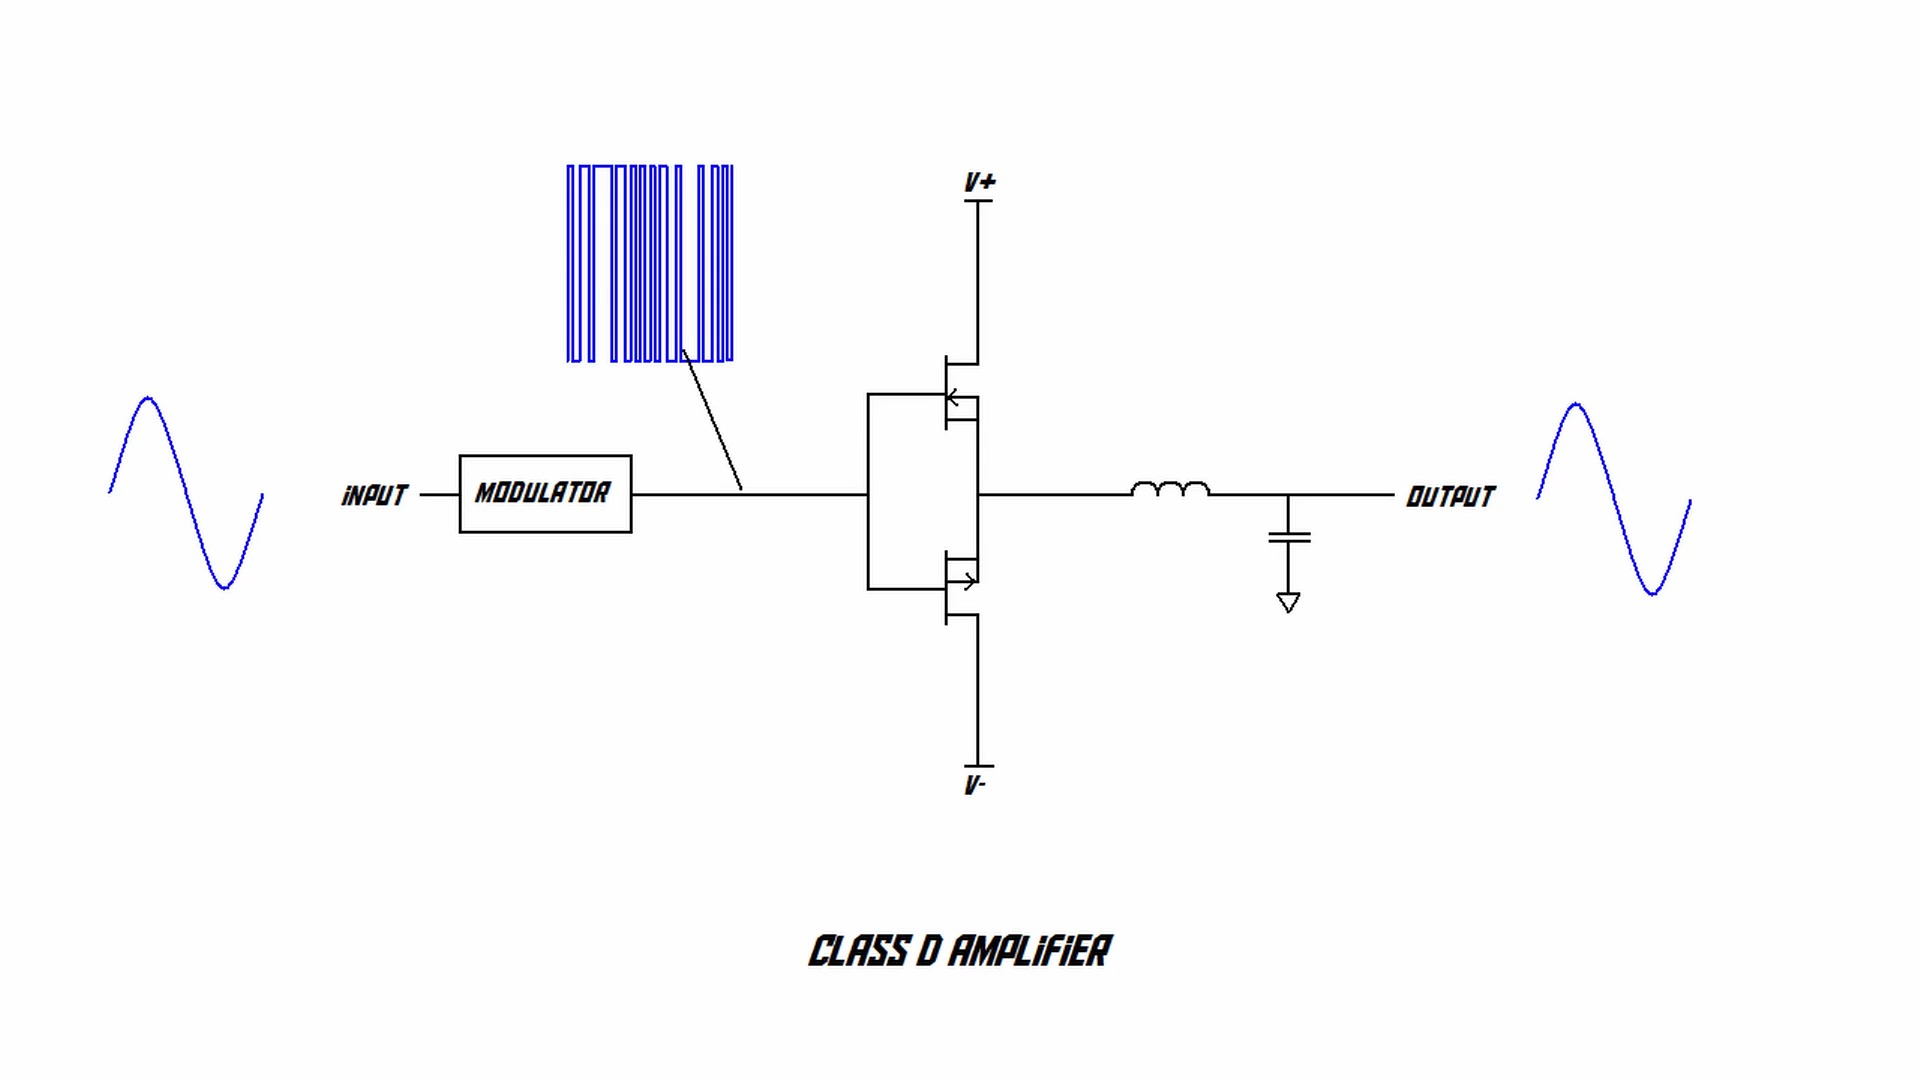 V+
INPUT
MODULATOR
OUTPUT
V-
CLASS D AMPLIFIER